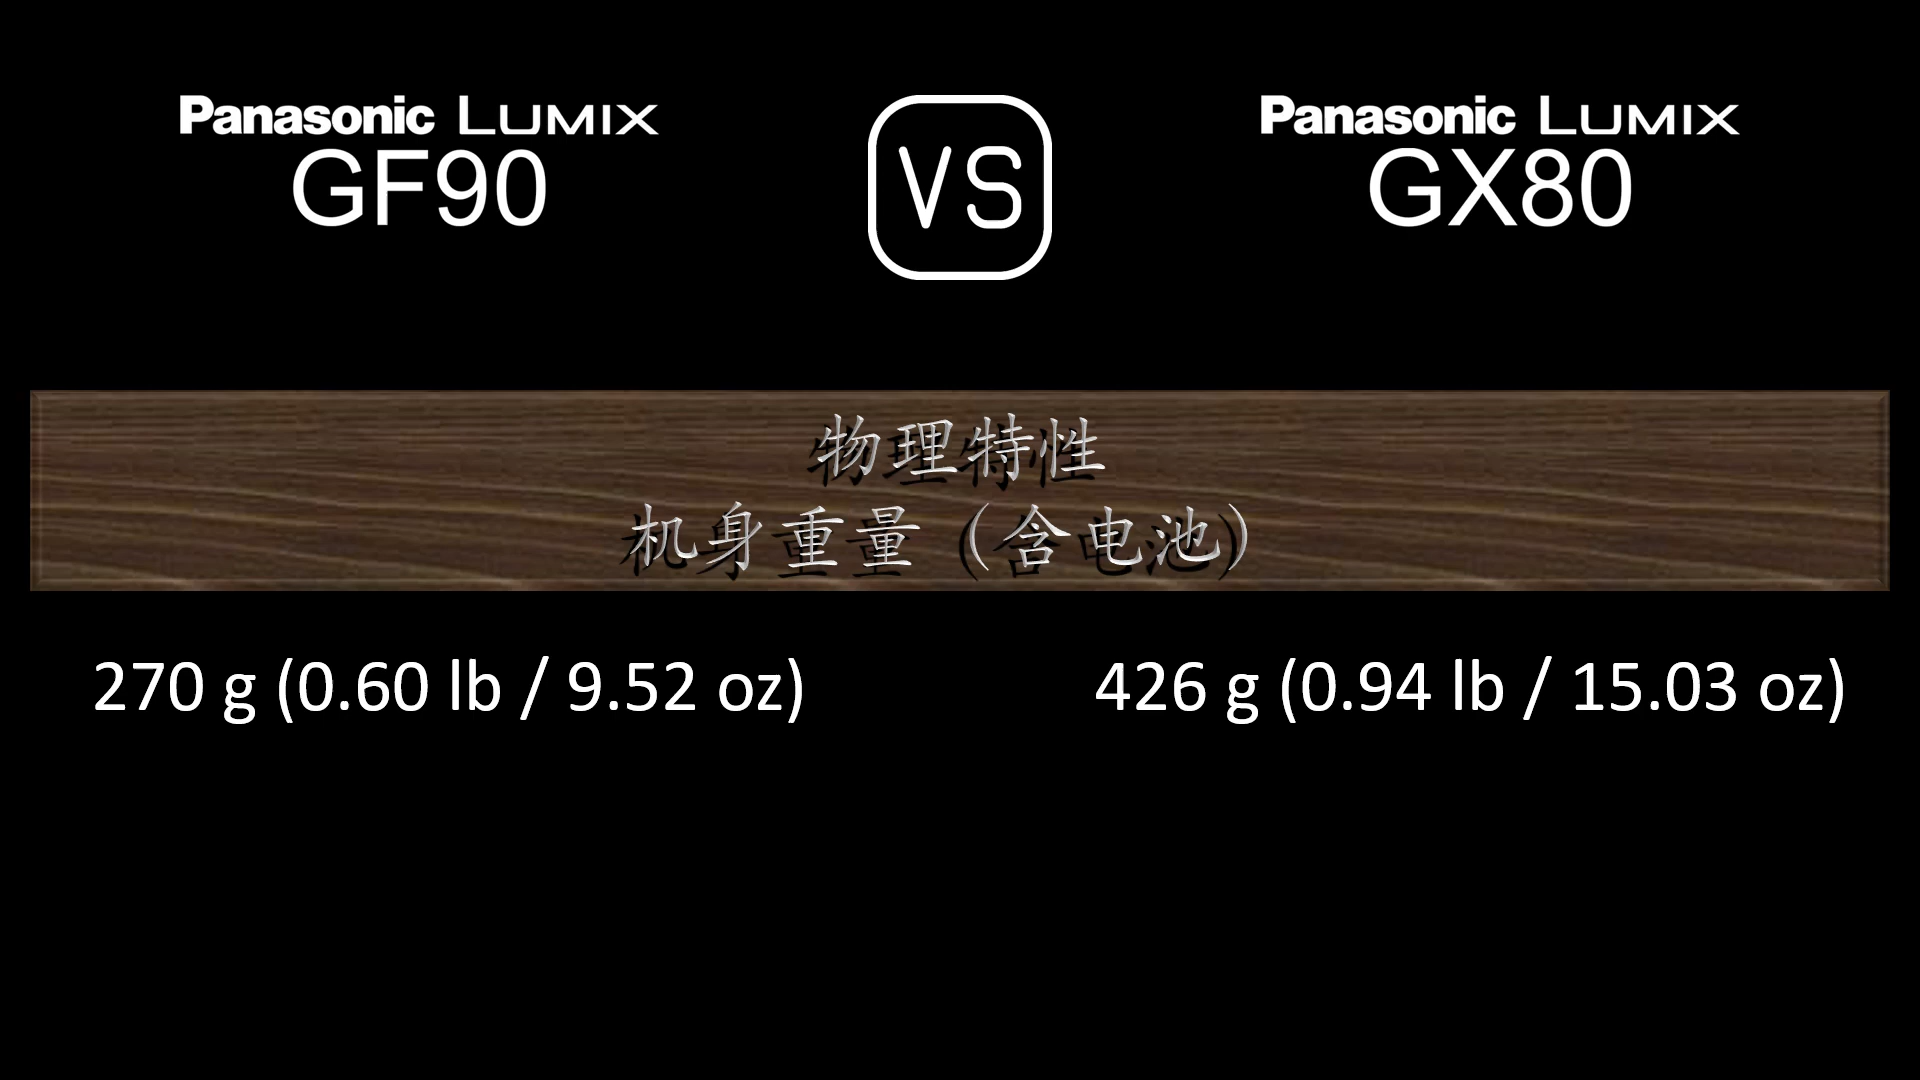 Panasonic LUMIX
GF90
VS
Panasonic LUMIX
GX80
物理特性
机身重量（含电池）
270 g (0.60 lb / 9.52 oz)
426 g (0.94 lb / 15.03 oz)